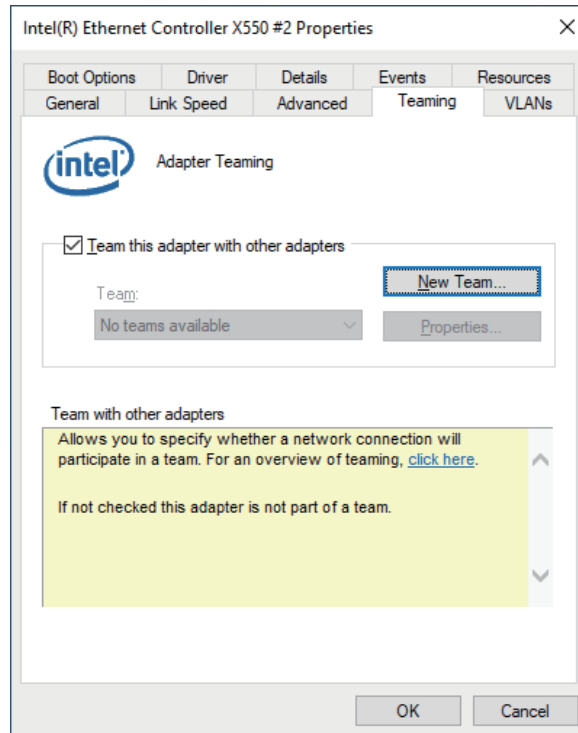 Intel(R) Ethernet Controller X550 #2 Properties
Boot Options Driver Details Events Resources
General Link Speed Advanced Teaming VLANs
intel
Adapter Teaming
Team this adapter with other adapters
New Team...
Team:
No teams available
Properties...
Team with other adapters
Allows you to specify whether a network connection will
participate in a team. For an overview of teaming, click here.
If not checked this adapter is not part of a team.
OK Cancel